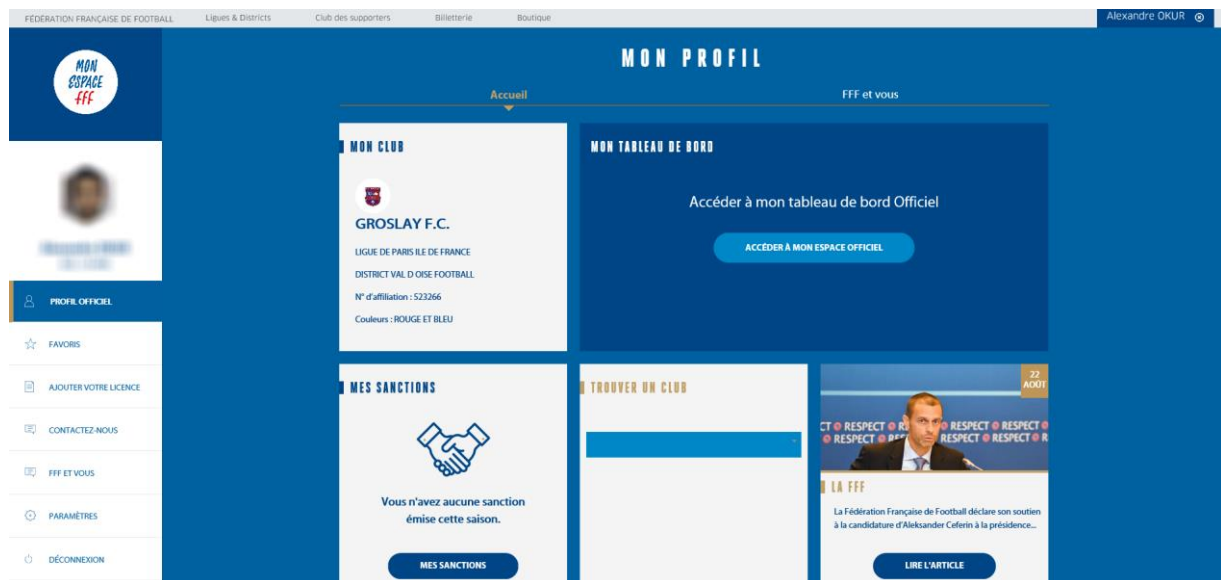 FÉDÉRATION FRANÇAISE DE FOOTBALL Ligues & Districts Club des supporters Billetterie Boutique Alexandre OKUR
MON
ESPACE
FFF
MON PROFIL
Accueil FFF et vous
PROFIL OFFICIEL
FAVORIS
AJOUTER VOTRE LICENCE
CONTACTEZ-NOUS
FFF ET VOUS
PARAMÈTRES
DÉCONNEXION
MON CLUB
GROSLAY F.C.
LIGUE DE PARIS ILE DE FRANCE
DISTRICT VAL D OISE FOOTBALL
N° d'affiliation : 523266
Couleurs : ROUGE ET BLEU
MON TABLEAU DE BORD
Accéder à mon tableau de bord Officiel
ACCÉDER À MON ESPACE OFFICIEL
MES SANCTIONS
Vous n'avez aucune sanction
émise cette saison.
MES SANCTIONS
TROUVER UN CLUB
22
AOÛT
RESPECT RESPECT RESPECT
RESPECT RESPECT
LA FFF
La Fédération Française de Football déclare son soutien
à la candidature d'Aleksander Ceferin à la présidence...
LIRE L'ARTICLE